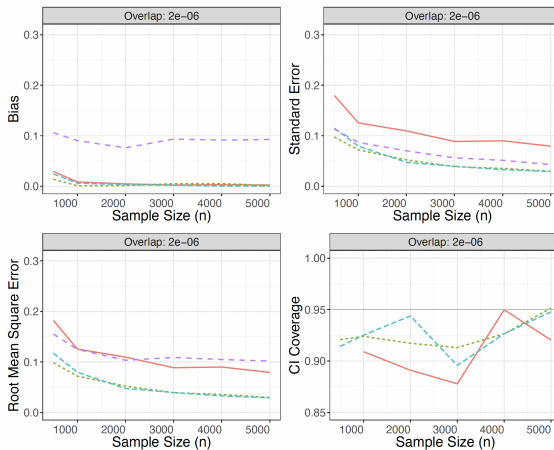 Overlap: 2e−06
Overlap: 2e−06
Bias
0.3
0.2
0.1
0.0
1000 2000 3000 4000 5000
Sample Size (n)
Standard Error
0.3
0.2
0.1
0.0
1000 2000 3000 4000 5000
Sample Size (n)
Overlap: 2e−06
Overlap: 2e−06
Root Mean Square Error
0.3
0.2
0.1
0.0
1000 2000 3000 4000 5000
Sample Size (n)
CI Coverage
1.00
0.95
0.90
0.85
1000 2000 3000 4000 5000
Sample Size (n)